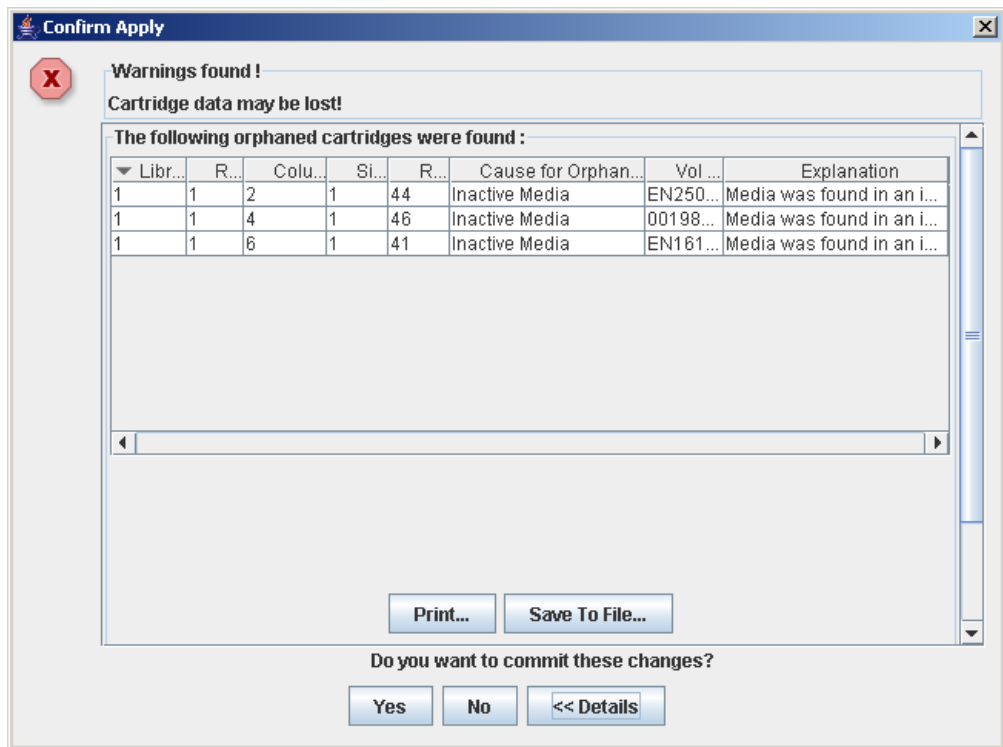 Confirm Apply
Warnings found !
Cartridge data may be lost!
The following orphaned cartridges were found :
Libr... R... Colu... Si... R... Cause for Orphan... Vol ... Explanation
1 1 2 1 44 Inactive Media EN250... Media was found in an i...
1 1 4 1 46 Inactive Media 00198... Media was found in an i...
1 1 6 1 41 Inactive Media EN161... Media was found in an i...
Print... Save To File...
Do you want to commit these changes?
Yes No << Details